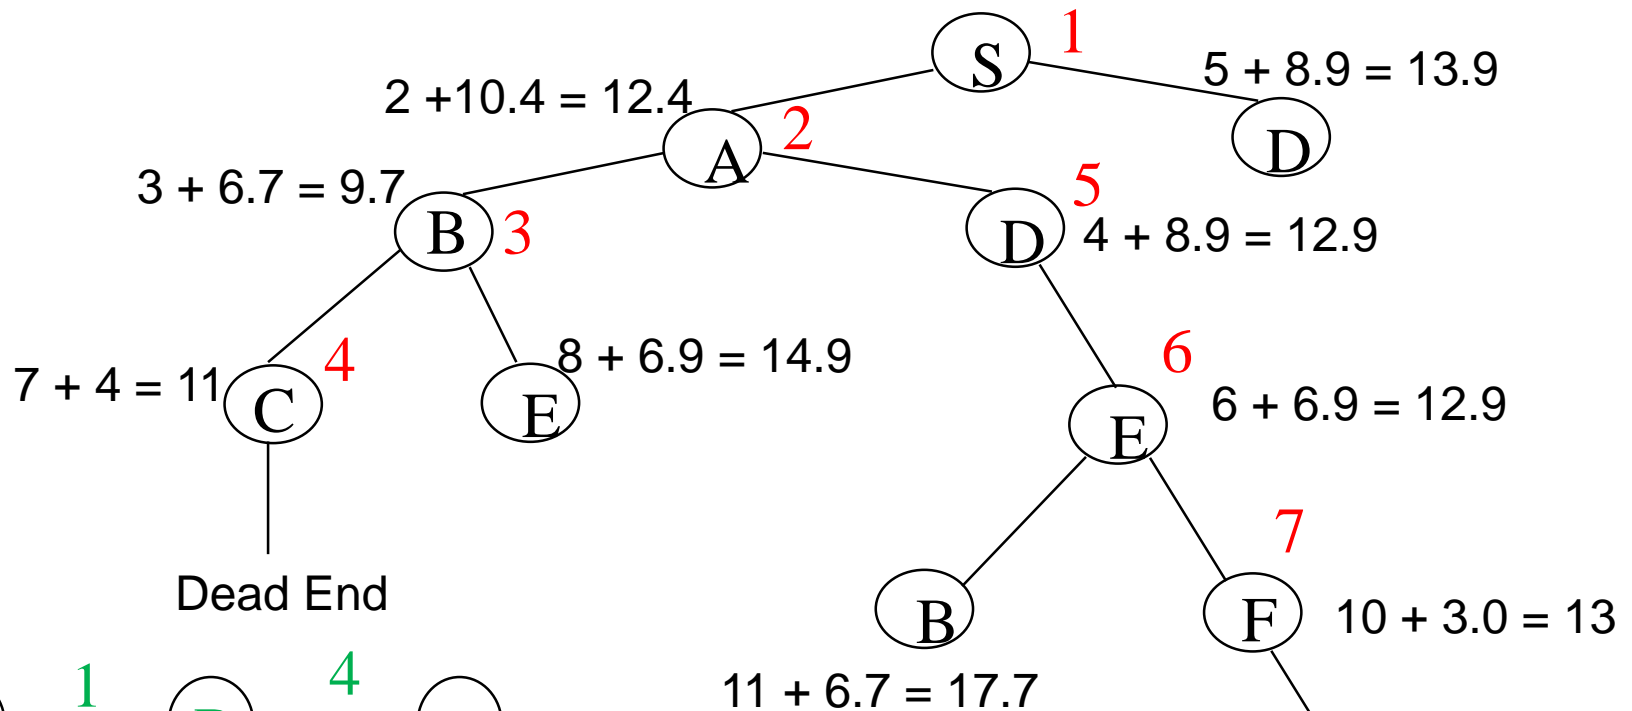 S
1
5 + 8.9 = 13.9
2 +10.4 = 12.4
A
2
D
3 + 6.7 = 9.7
B
3
5
D
4 + 8.9 = 12.9
7 + 4 = 11
C
4
8 + 6.9 = 14.9
E
6
E
6 + 6.9 = 12.9
7
Dead End
B
F
10 + 3.0 = 13
1
4
11 + 6.7 = 17.7